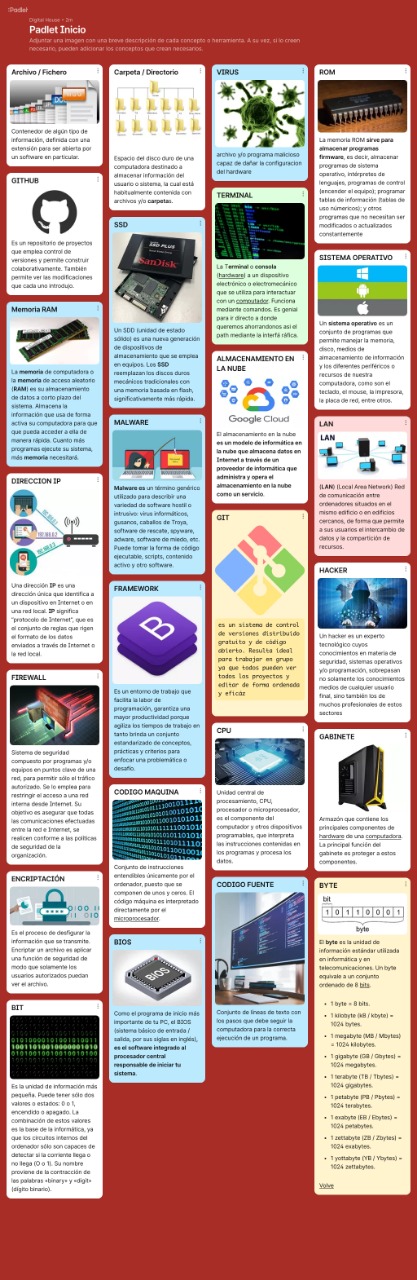 :Padlet
Digital House • 5H
Padlet Inicio
Adjuntar una imagen con una breve descripción de cada concepto o herramienta. A su vez, si lo creen
necesario, pueden adicionar los conceptos que crean necesarios.
Archivo / Fichero
Contenedor de algún tipo de
información, definida con una
extensión para ser abierta por
un software en particular.
GITHUB
Es un repositorio de proyectos
que emplea control de
versiones y permite construir
colaborativamente. También
permite ver las modificaciones
que cada uno introdujo.
Memoria RAM
La memoria de computadora o
la memoria de acceso aleatorio
(RAM) es su almacenamiento
de datos a corto plazo del
sistema. Almacena la
información que usa de forma
activa su computadora para que
que pueda acceder a ella de
manera rápida. Cuanto más
programas ejecute su sistema,
más memoria necesitará.
DIRECCION IP
Una dirección IP es una
dirección única que identifica a
un dispositivo en Internet o en
una red local. IP significa
"protocolo de Internet", que es
el conjunto de reglas que rigen
el formato de los datos
enviados a través de Internet o
la red local.
FIREWALL
Sistema de seguridad
compuesto por programas y/o
equipos en puntos clave de una
red, para permitir sólo el tráfico
autorizado. Se lo emplea para
restringir el acceso a una red
interna desde Internet. Su
objetivo es asegurar que todas
las comunicaciones efectuadas
entre la red e Internet, se
realicen conforme a las políticas
de seguridad de la
organización.
ENCRIPTACIÓN
Es el proceso de desfigurar la
información que se transmite.
Encriptar un archivo es aplicar
una función de seguridad de
modo que solamente los
usuarios autorizados puedan
ver el archivo.
BIT
Es la unidad de información más
pequeña. Puede tener sólo dos
valores o estados: 0 o 1,
encendido o apagado. La
combinación de estos valores
es la base de la informática, ya
que los circuitos internos del
ordenador sólo son capaces de
detectar si la corriente llega o
no llega (O o 1). Su nombre
proviene de la contracción de
las palabras «binary» y «digit»
(dígito binario).
Carpeta / Directorio
Espacio del disco duro de una
computadora destinado a
almacenar información del
usuario o sistema, la cual está
habitualmente contenida con
archivos y/o carpetas.
SSD
SSD PLUS
SanDisk
Un SDD (unidad de estado
sólido) es una nueva generación
de dispositivos de
almacenamiento que se emplea
en equipos. Los SSD
reemplazan los discos duros
mecánicos tradicionales con
una memoria basada en flash,
significativamente más rápida.
MALWARE
Malware es un término genérico
utilizado para describir una
variedad de software hostil o
intrusivo: virus informáticos,
gusanos, caballos de Troya,
software de rescate, spyware,
adware, software de miedo, etc.
Puede tomar la forma de código
ejecutable, scripts, contenido
activo y otro software.
FRAMEWORK
B
Es un entorno de trabajo que
facilita la labor de
programación, garantiza una
mayor productividad porque
agiliza los tiempos de trabajo en
tanto brinda un conjunto
estandarizado de conceptos,
prácticas y criterios para
enfocar una problemática o
desafío.
CODIGO MAQUINA
Conjunto de instrucciones
entendibles únicamente por el
ordenador, puesto que se
componen de unos y ceros. El
código máquina es interpretado
directamente por el
microprocesador.
BIOS
BIOS
Como el programa de inicio más
importante de tu PC, el BIOS
(sistema básico de entrada /
salida, por sus siglas en inglés),
es el software integrado al
procesador central
responsable de iniciar tu
sistema.
VIRUS
archivo y/o programa malicioso
capaz de dañar la configuracion
del hardware
TERMINAL
La Terminal o consola
(hardware) a un dispositivo
electrónico o electromecánico
que se utiliza para interactuar
con un computador. Funciona
mediante comandos. Es genial
para ir directo a donde
queremos ahorrandonos asi el
path mediante la interfá ráfica.
ALMACENAMIENTO EN
LA NUBE
Google Cloud
El almacenamiento en la nube
es un modelo de informática en
la nube que almacena datos en
Internet a través de un
proveedor de informática que
administra y opera el
almacenamiento en la nube
como un servicio.
GIT
es un sistema de control
de versiones distribuido
gratuito y de código
abierto. Resulta ideal
para trabajar en grupo
ya que todos pueden ver
todos los proyectos y
editar de forma ordenada
y eficáz
CPU
Unidad central de
procesamiento, CPU,
procesador o microprocesador,
es el componente del
computador y otros dispositivos
programables, que interpreta
las instrucciones contenidas en
los programas y procesa los
datos.
CODIGO FUENTE
Conjunto de líneas de texto con
los pasos que debe seguir la
computadora para la correcta
ejecución de un programa.
ROM
La memoria ROM sirve para
almacenar programas
firmware, es decir, almacenar
programas de sistema
operativo, intérpretes de
lenguajes, programas de control
(encender el equipo); programar
tablas de información (tablas de
uso númericos); y otros
programas que no necesitan ser
modificados o actualizados
constantemente
SISTEMA OPERATIVO
Un sistema operativo es un
conjunto de programas que
permite manejar la memoria,
disco, medios de
almacenamiento de información
y los diferentes periféricos o
recursos de nuestra
computadora, como son el
teclado, el mouse, la impresora,
la placa de red, entre otros.
LAN
LAN
(LAN) (Local Area Network) Red
de comunicación entre
ordenadores situados en el
mismo edificio o en edificios
cercanos, de forma que permite
a sus usuarios el intercambio de
datos y la compartición de
recursos.
HACKER
Un hacker es un experto
tecnológico cuyos
conocimientos en materia de
seguridad, sistemas operativos
y/o programación, sobrepasan
no solamente los conocimientos
medios de cualquier usuario
final, sino también los de
muchos profesionales de estos
sectores
GABINETE
Armazón que contiene los
principales componentes de
hardware de una computadora.
La principal función del
gabinete es proteger a estos
componentes.
BYTE
bit
1 0 1 1 0 0 0 1
byte
El byte es la unidad de
información estándar utilizada
en informática y en
telecomunicaciones. Un byte
equivale a un conjunto
ordenado de 8 bits.
• 1 byte = 8 bits.
• 1 kilobyte (kB / kbyte) =
1024 bytes.
• 1 megabyte (MB / Mbytes)
= 1024 kilobytes.
• 1 gigabyte (GB / Gbytes) =
1024 megabytes.
• 1 terabyte (TB / Tbytes) =
1024 gigabytes.
• 1 petabyte (PB / Pbytes) =
1024 terabytes.
• 1 exabyte (EB / Ebytes) =
1024 petabytes.
• 1 zettabyte (ZB / Zbytes) =
1024 exabytes.
• 1 yottabyte (YB / Ybytes) =
1024 zettabytes.
Volve